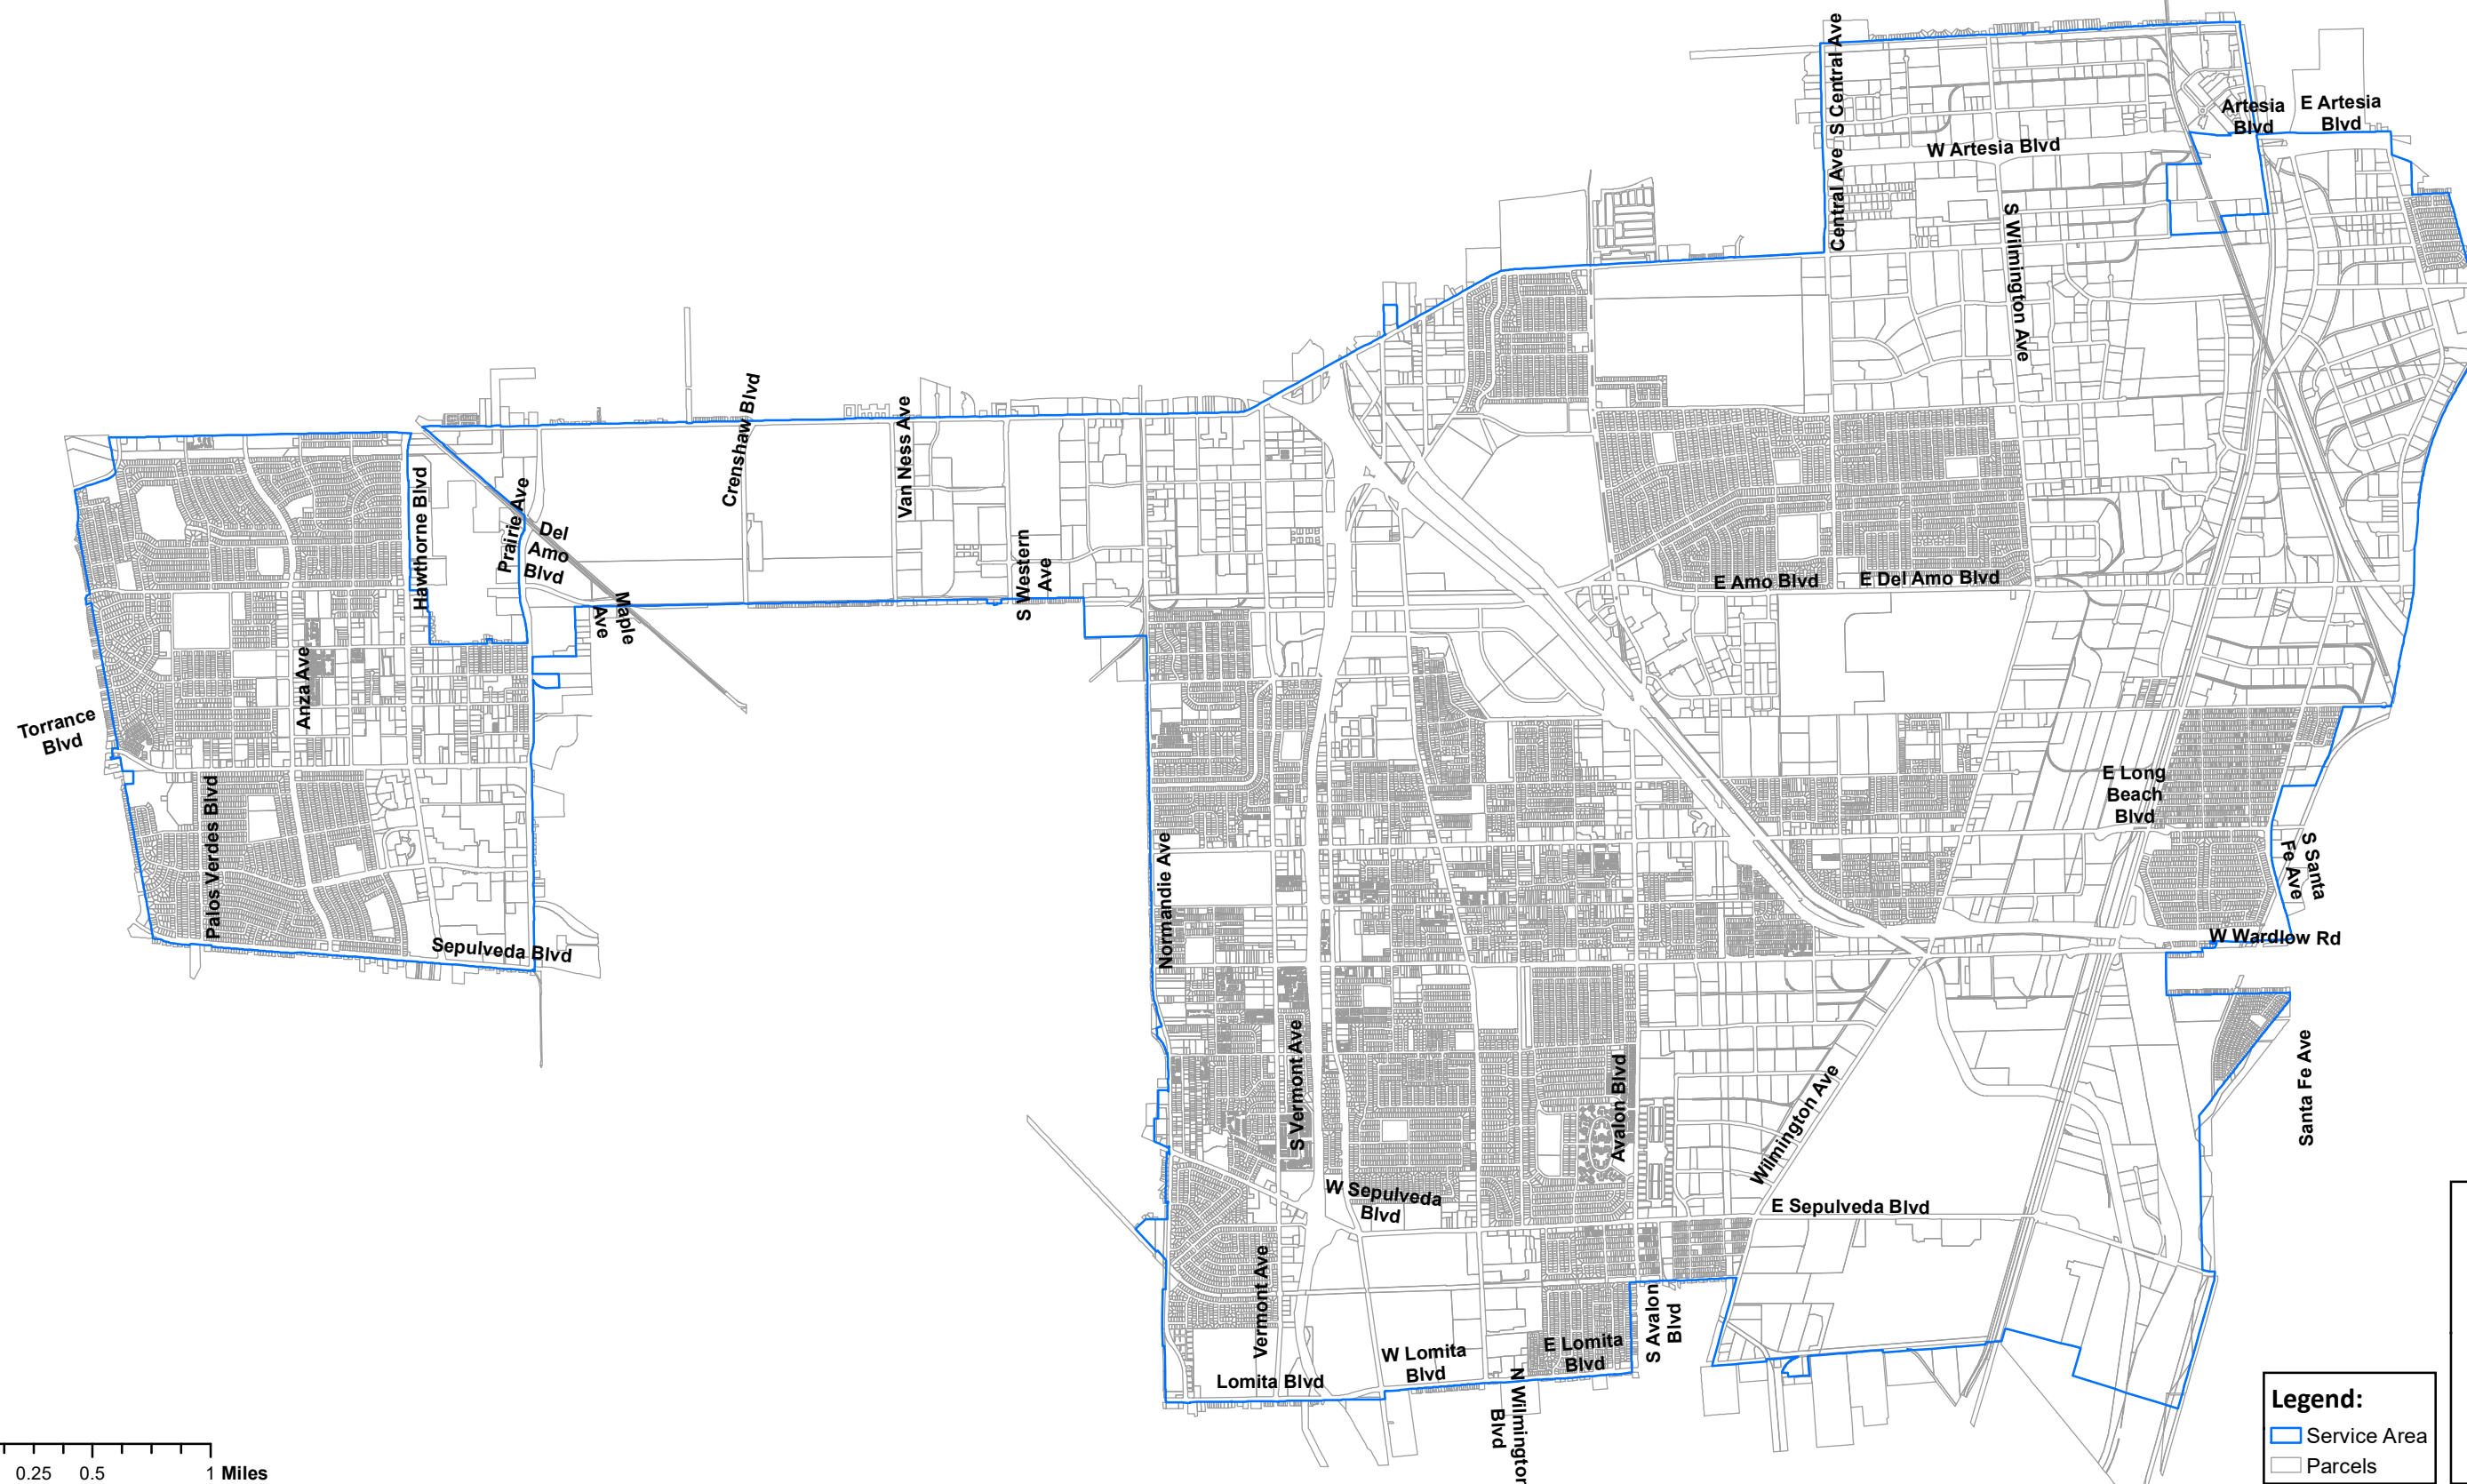 S Central Ave
Central Ave
Artesia
Blvd
E Artesia
Blvd
W Artesia Blvd
S Wilmington Ave
Crenshaw Blvd
Van Ness Ave
Hawthorne Blvd
Prairie Ave
Del
Amo
Blvd
Maple
Ave
S Western
Ave
E Amo Blvd
E Del Amo Blvd
Anza Ave
Torrance
Blvd
Palos Verdes Blvd
Sepulveda Blvd
Normandie Ave
E Long
Beach
Blvd
S Santa
Fe Ave
W Wardlow Rd
S Vermont Ave
Avalon Blvd
Wilmington Ave
Santa Fe Ave
W Sepulveda
Blvd
E Sepulveda Blvd
Vermont Ave
S Avalon
Blvd
W Lomita
Blvd
E Lomita
Blvd
Lomita Blvd
N Wilmington
Blvd
Legend:
Service Area
Parcels
0.25 0.5 1 Miles